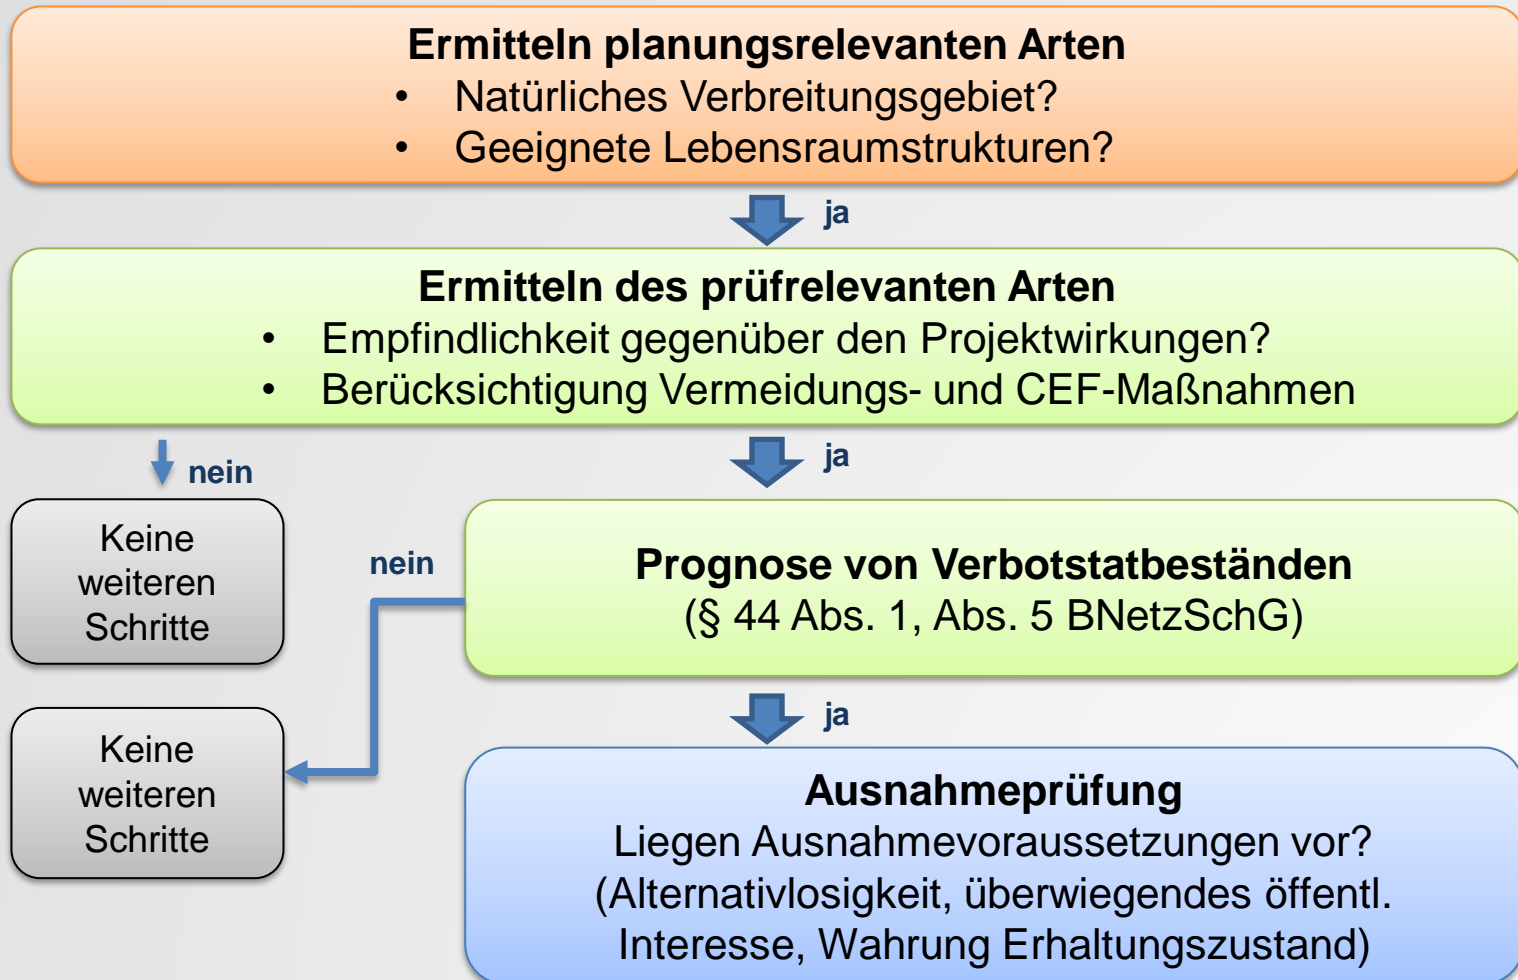 Ermitteln planungsrelevanten Arten
• Natürliches Verbreitungsgebiet?
• Geeignete Lebensraumstrukturen?
ja
Ermitteln des prüfrelevanten Arten
• Empfindlichkeit gegenüber den Projektwirkungen?
• Berücksichtigung Vermeidungs- und CEF-Maßnahmen
nein
ja
Keine
weiteren
Schritte
nein
Prognose von Verbotstatbeständen
(§ 44 Abs. 1, Abs. 5 BNetzSchG)
ja
Keine
weiteren
Schritte
Ausnahmeprüfung
Liegen Ausnahmevoraussetzungen vor?
(Alternativlosigkeit, überwiegendes öffentl.
Interesse, Wahrung Erhaltungszustand)